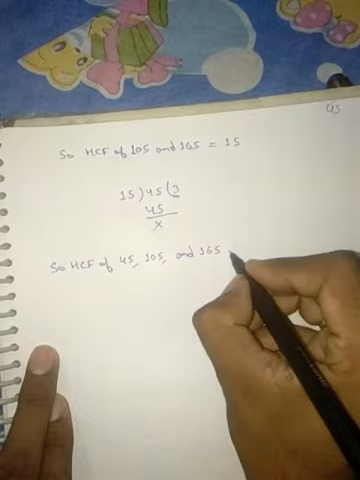 45
So HCF of 105 and 165 = 15
15 ) 45 ( 3
45
x
So HCF of 45, 105, and 165